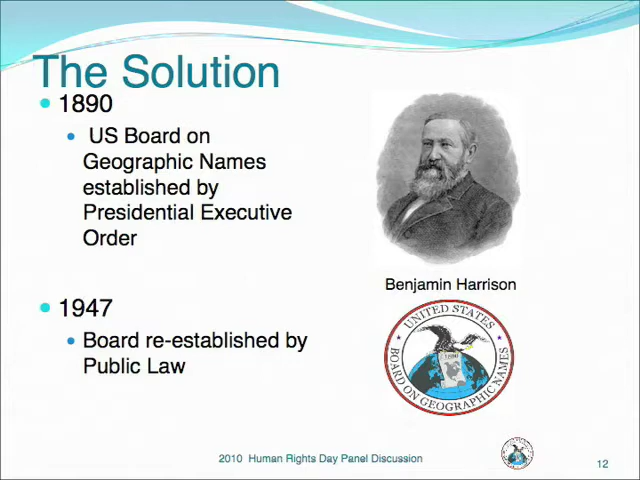 The Solution
1890
US Board on
Geographic Names
established by
Presidential Executive
Order
Benjamin Harrison
1947
Board re-established by
Public Law
UNITED STATES
BOARD ON GEOGRAPHIC NAMES
1890
2010 Human Rights Day Panel Discussion
12